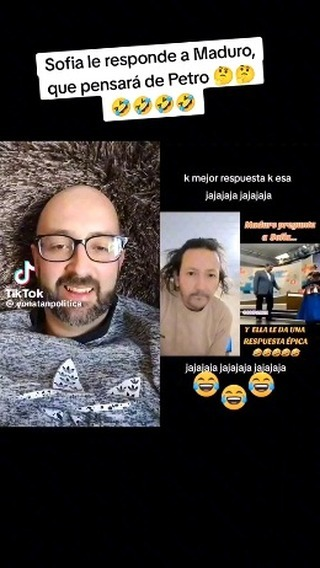 Sofia le responde a Maduro,
que pensará de Petro 🤔🤔
🤣🤣🤣🤣
k mejor respuesta k esa
jajajaja jajajaja
Maduro pregunta
a Sofia...
TikTok
@.yonatanpolitica
Y ELLA LE DA UNA
RESPUESTA ÉPICA
🤣🤣🤣🤣🤣
jajajaja jajajaja jajajaja
😂😂😂